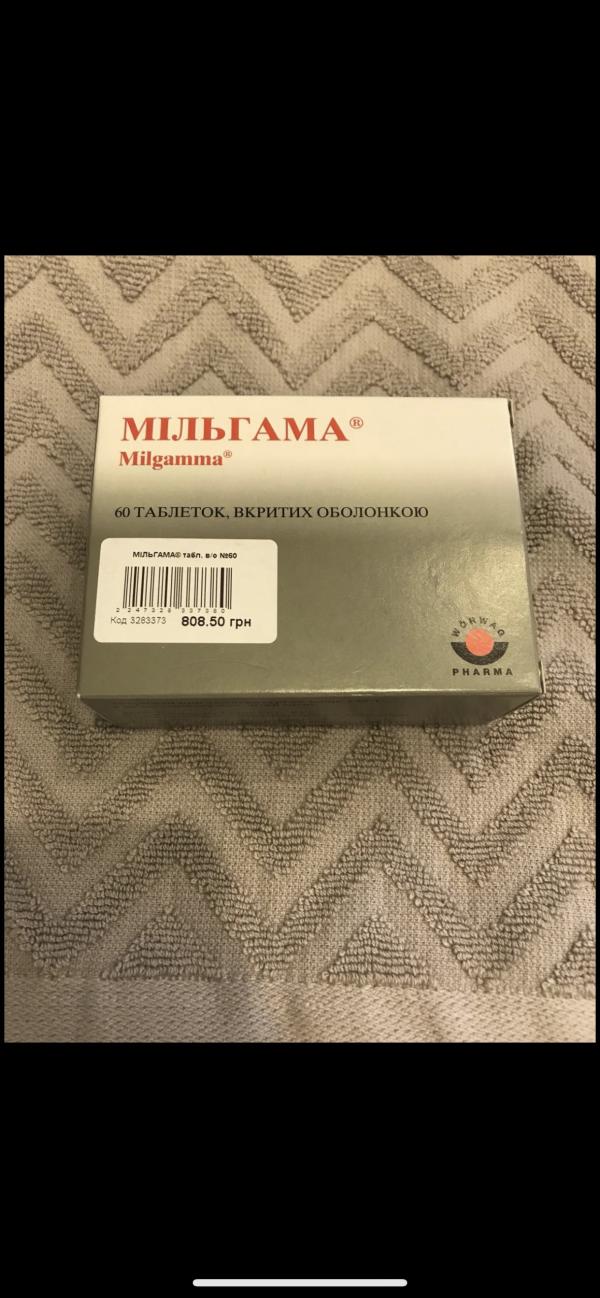 МІЛЬГАМА®
Milgamma®
60 ТАБЛЕТОК, ВКРИТИХ ОБОЛОНКОЮ
МІЛЬГАМА® табл. в/о №60
Код 3283373 808.50 грн
WÖRWAG
PHARMA